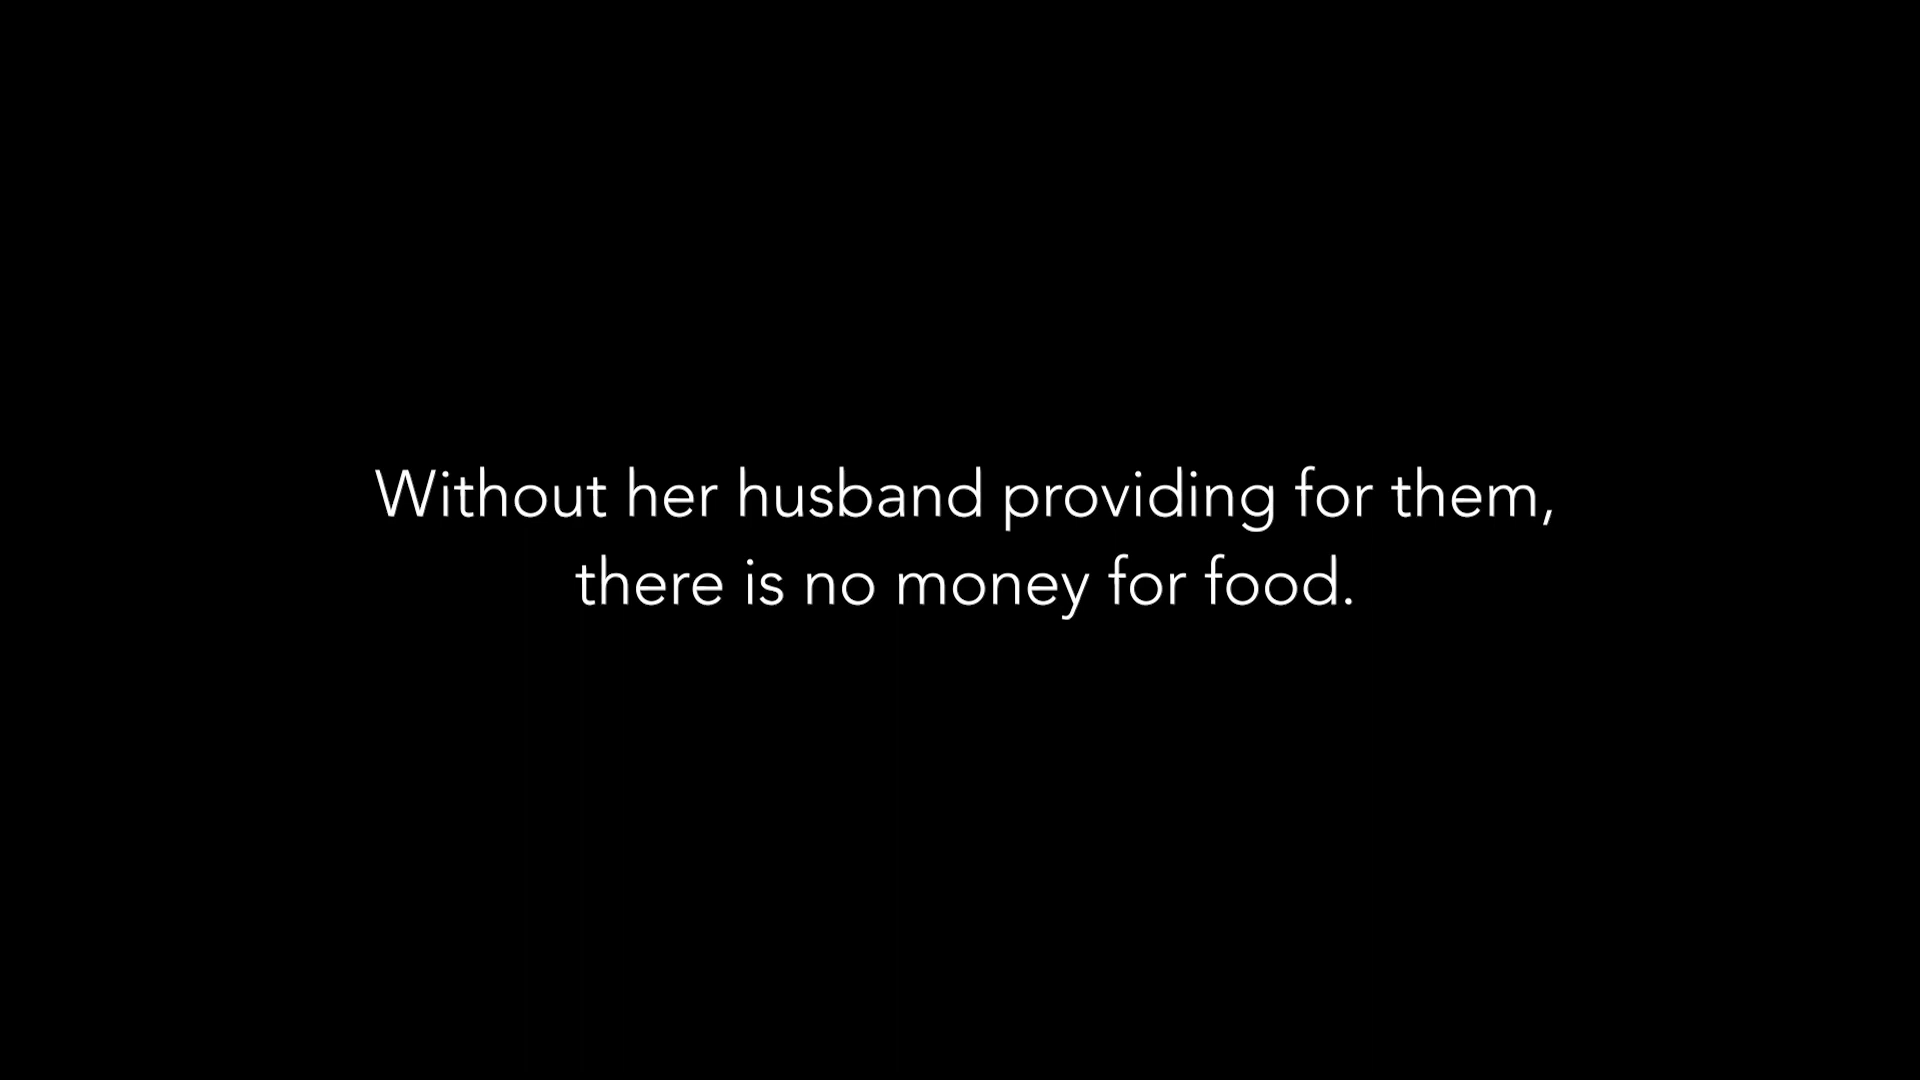 Without her husband providing for them,
there is no money for food.